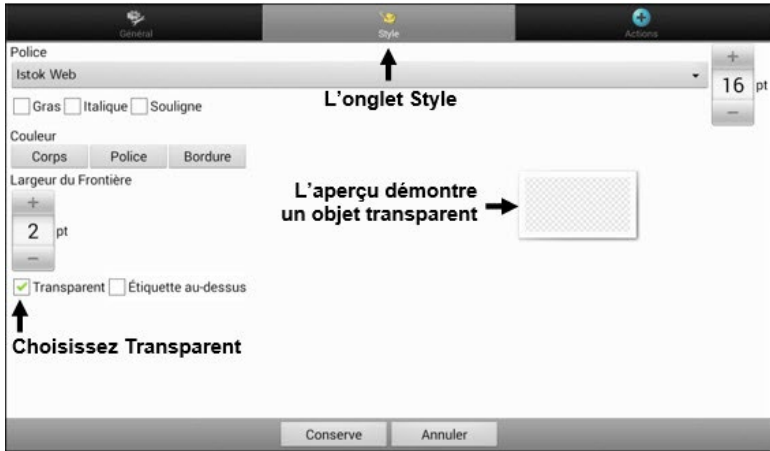 Général
Style
Actions
Police
Istok Web
16 pt
L'onglet Style
Gras Italique Souligne
Couleur
Corps Police Bordure
Largeur du Frontière
2 pt
L'aperçu démontre
un objet transparent
Transparent Étiquette au-dessus
Choisissez Transparent
Conserve Annuler